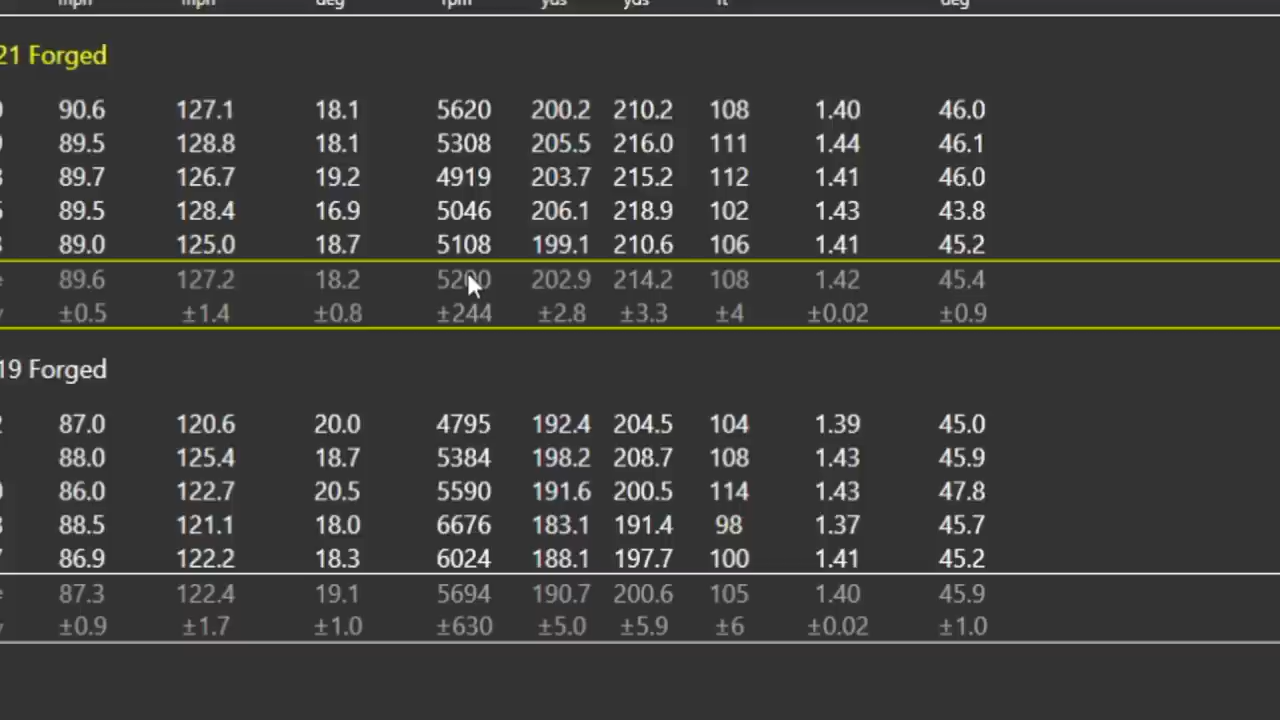 mph mph deg rpm yds yds ft deg
21 Forged
90.6 127.1 18.1 5620 200.2 210.2 108 1.40 46.0
89.5 128.8 18.1 5308 205.5 216.0 111 1.44 46.1
89.7 126.7 19.2 4919 203.7 215.2 112 1.41 46.0
89.5 128.4 16.9 5046 206.1 218.9 102 1.43 43.8
89.0 125.0 18.7 5108 199.1 210.6 106 1.41 45.2
89.6 127.2 18.2 5200 202.9 214.2 108 1.42 45.4
±0.5 ±1.4 ±0.8 ±244 ±2.8 ±3.3 ±4 ±0.02 ±0.9
19 Forged
87.0 120.6 20.0 4795 192.4 204.5 104 1.39 45.0
88.0 125.4 18.7 5384 198.2 208.7 108 1.43 45.9
86.0 122.7 20.5 5590 191.6 200.5 114 1.43 47.8
88.5 121.1 18.0 6676 183.1 191.4 98 1.37 45.7
86.9 122.2 18.3 6024 188.1 197.7 100 1.41 45.2
87.3 122.4 19.1 5694 190.7 200.6 105 1.40 45.9
±0.9 ±1.7 ±1.0 ±630 ±5.0 ±5.9 ±6 ±0.02 ±1.0